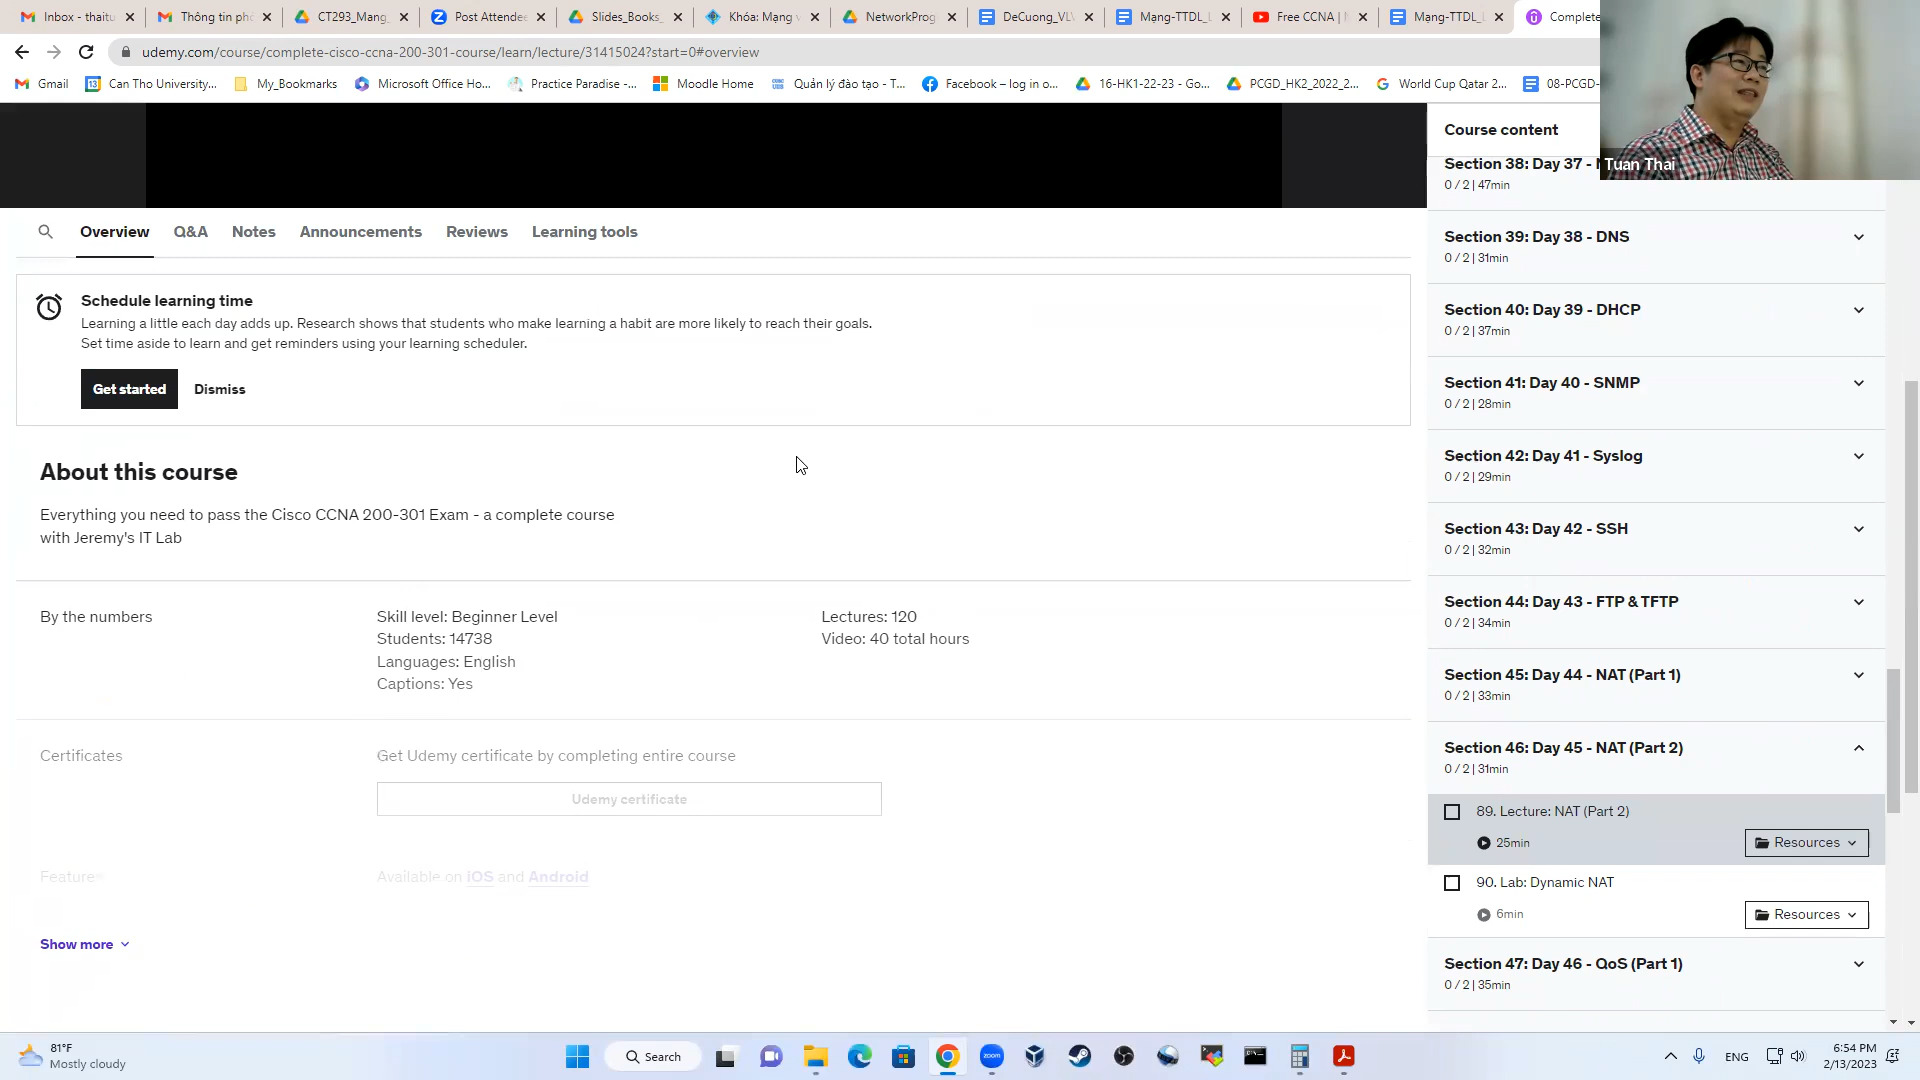 Inbox - thaitu
Thông tin ph
CT293_Mang_
Post Attende
Slides_Books_
Khóa: Mạng v
NetworkProg
DeCuong_VLV
Mạng-TTDL_L
Free CCNA |
Mạng-TTDL_L
Complete
udemy.com/course/complete-cisco-ccna-200-301-course/learn/lecture/31415024?start=0#overview
Gmail
Can Tho University...
My_Bookmarks
Microsoft Office Ho...
Practice Paradise -...
Moodle Home
Quản lý đào tạo - T...
Facebook – log in o...
16-HK1-22-23 - Go...
PCGD_HK2_2022_2...
World Cup Qatar 2...
08-PCGD-
Tuan Thai
Overview
Q&A
Notes
Announcements
Reviews
Learning tools
Schedule learning time
Learning a little each day adds up. Research shows that students who make learning a habit are more likely to reach their goals.
Set time aside to learn and get reminders using your learning scheduler.
Get started
Dismiss
About this course
Everything you need to pass the Cisco CCNA 200-301 Exam - a complete course
with Jeremy's IT Lab
By the numbers
Skill level: Beginner Level
Students: 14738
Languages: English
Captions: Yes
Lectures: 120
Video: 40 total hours
Certificates
Get Udemy certificate by completing entire course
Udemy certificate
Features
Available on iOS and Android
Show more
Course content
Section 38: Day 37 -
0 / 2 | 47min
Section 39: Day 38 - DNS
0 / 2 | 31min
Section 40: Day 39 - DHCP
0 / 2 | 37min
Section 41: Day 40 - SNMP
0 / 2 | 28min
Section 42: Day 41 - Syslog
0 / 2 | 29min
Section 43: Day 42 - SSH
0 / 2 | 32min
Section 44: Day 43 - FTP & TFTP
0 / 2 | 34min
Section 45: Day 44 - NAT (Part 1)
0 / 2 | 33min
Section 46: Day 45 - NAT (Part 2)
0 / 2 | 31min
89. Lecture: NAT (Part 2)
25min
Resources
90. Lab: Dynamic NAT
6min
Resources
Section 47: Day 46 - QoS (Part 1)
0 / 2 | 35min
81°F
Mostly cloudy
Search
zoom
ENG
6:54 PM
2/13/2023